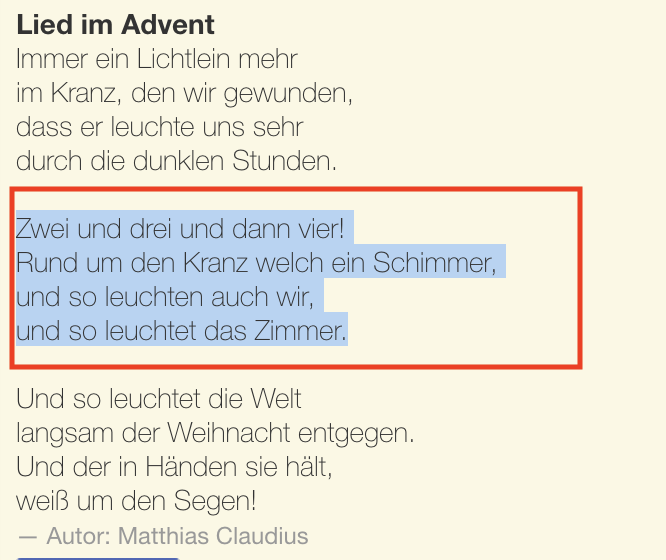 Lied im Advent
Immer ein Lichtlein mehr
im Kranz, den wir gewunden,
dass er leuchte uns sehr
durch die dunklen Stunden.
Zwei und drei und dann vier!
Rund um den Kranz welch ein Schimmer,
und so leuchten auch wir,
und so leuchtet das Zimmer.
Und so leuchtet die Welt
langsam der Weihnacht entgegen.
Und der in Händen sie hält,
weiß um den Segen!
— Autor: Matthias Claudius